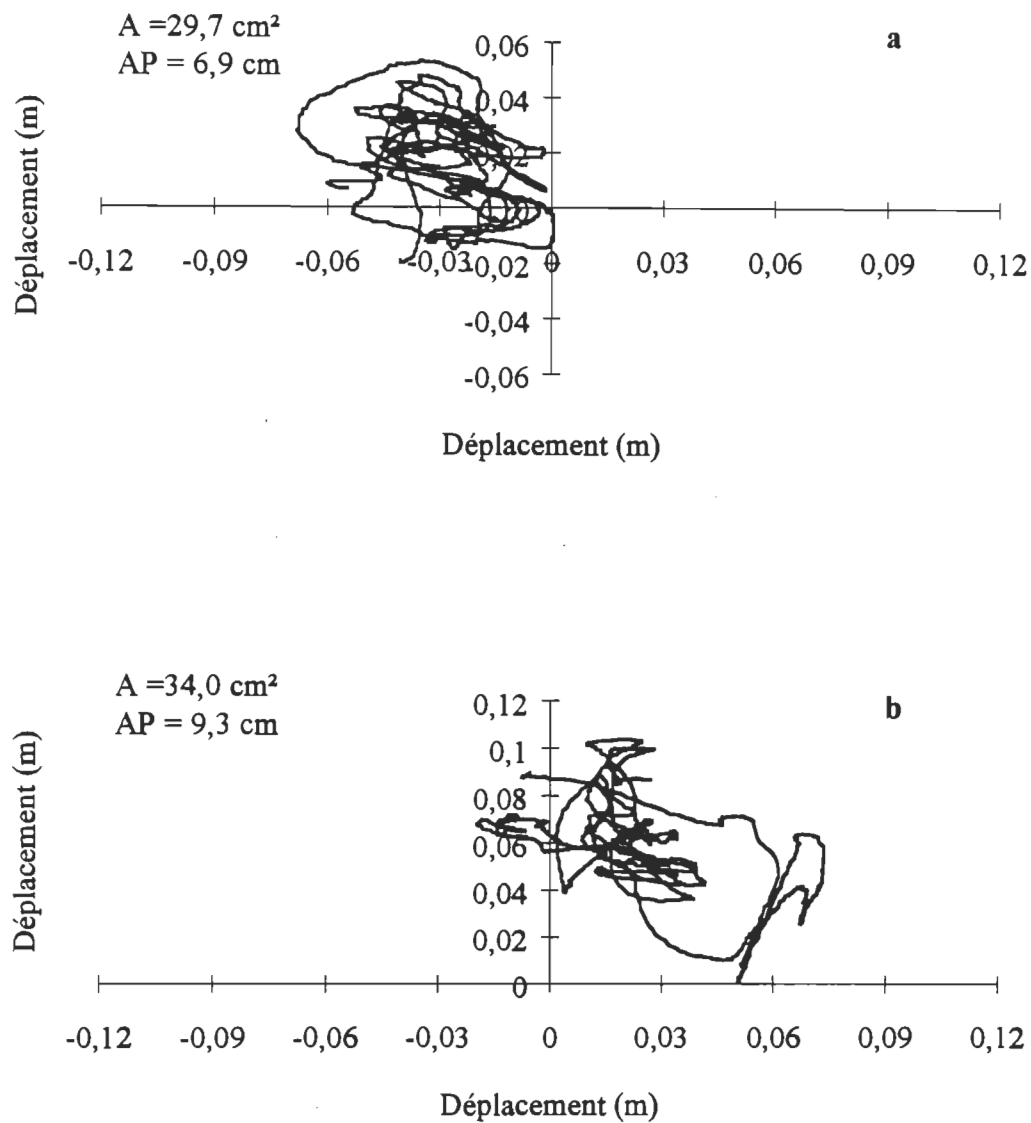 A =29,7 cm²
AP = 6,9 cm
a
Déplacement (m)
0,06
0,04
0,02
-0,12 -0,09 -0,06 -0,03 0 0,03 0,06 0,09 0,12
-0,02
-0,04
-0,06
Déplacement (m)
A =34,0 cm²
AP = 9,3 cm
b
Déplacement (m)
0,12
0,1
0,08
0,06
0,04
0,02
0
-0,12 -0,09 -0,06 -0,03 0 0,03 0,06 0,09 0,12
Déplacement (m)